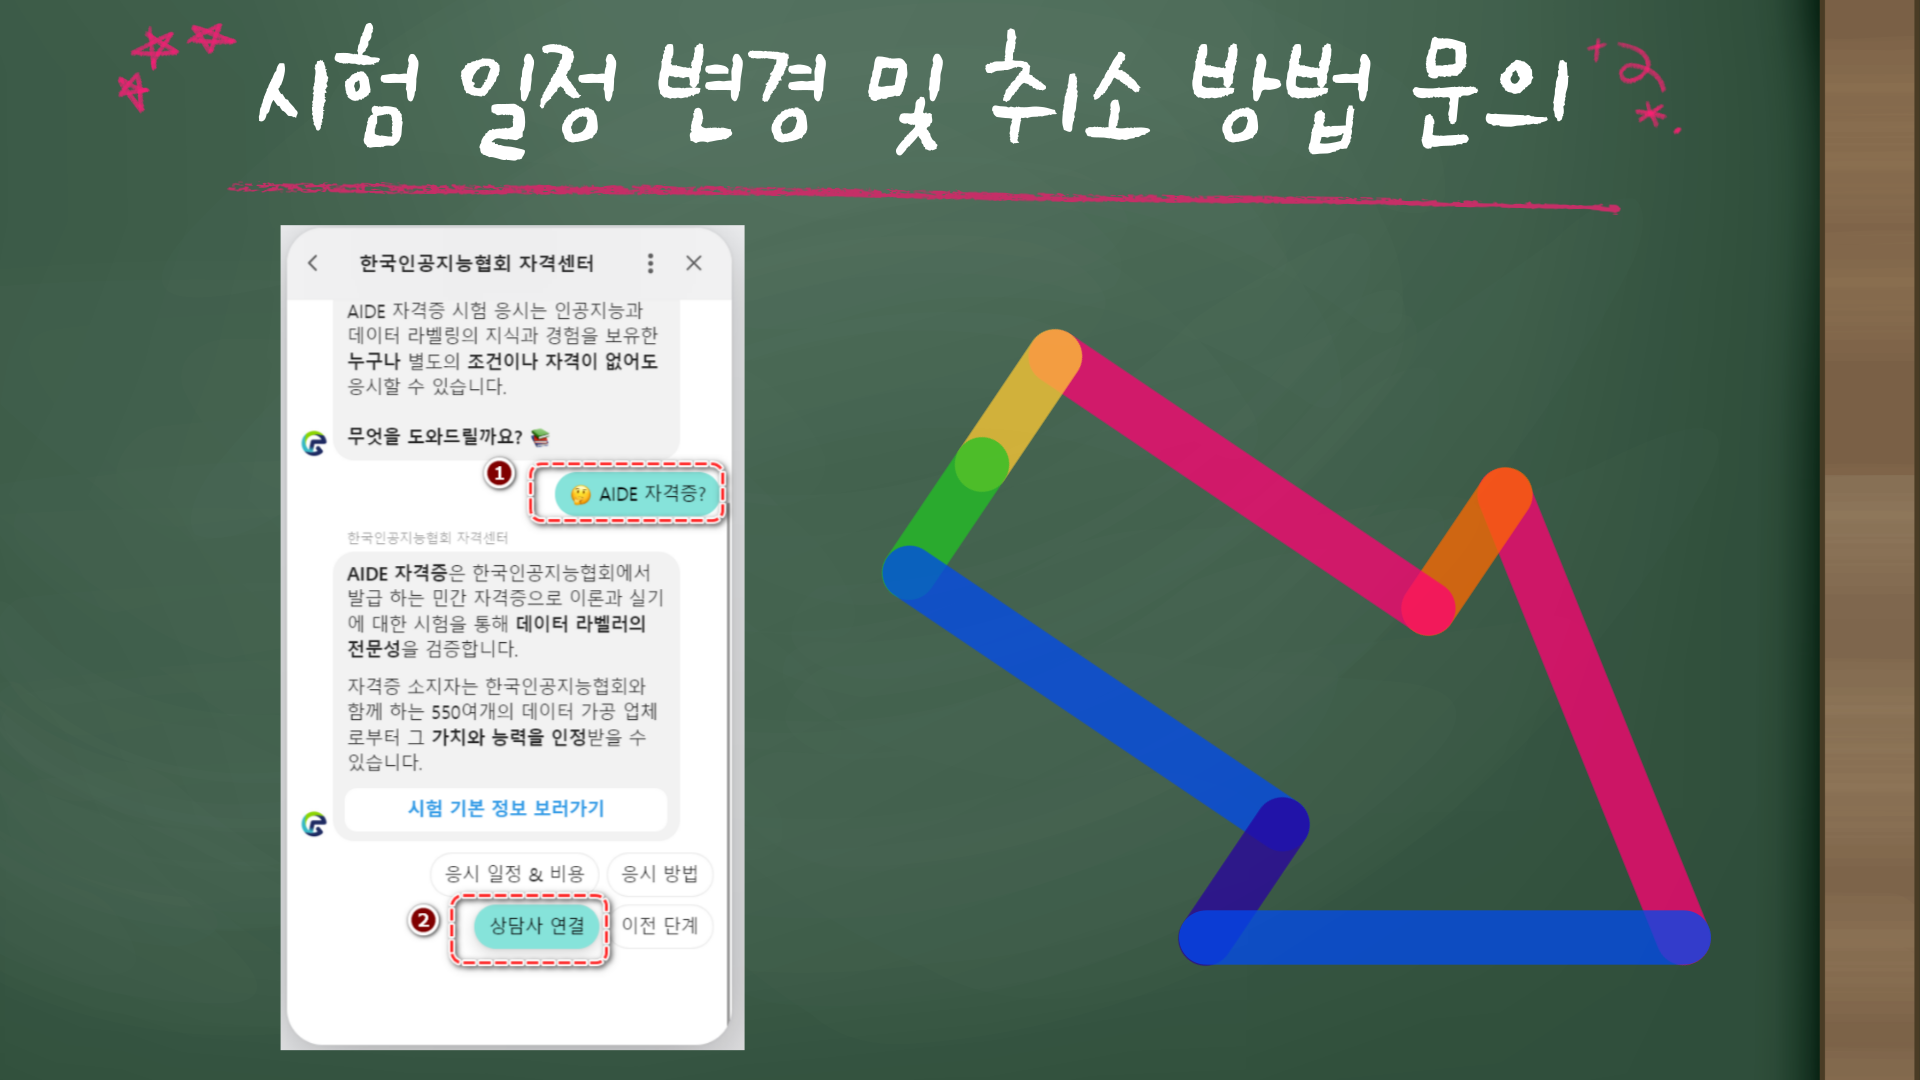 시험 일정 변경 및 취소 방법 문의
한국인공지능협회 자격센터
AIDE 자격증 시험 응시는 인공지능과
데이터 라벨링의 지식과 경험을 보유한
누구나 별도의 조건이나 자격이 없어도
응시할 수 있습니다.
무엇을 도와드릴까요? 📚
1
🤔 AIDE 자격증?
한국인공지능협회 자격센터
AIDE 자격증은 한국인공지능협회에서
발급 하는 민간 자격증으로 이론과 실기
에 대한 시험을 통해 데이터 라벨러의
전문성을 검증합니다.
자격증 소지자는 한국인공지능협회와
함께 하는 550여개의 데이터 가공 업체
로부터 그 가치와 능력을 인정받을 수
있습니다.
시험 기본 정보 보러가기
응시 일정 & 비용 응시 방법
2 상담사 연결 이전 단계